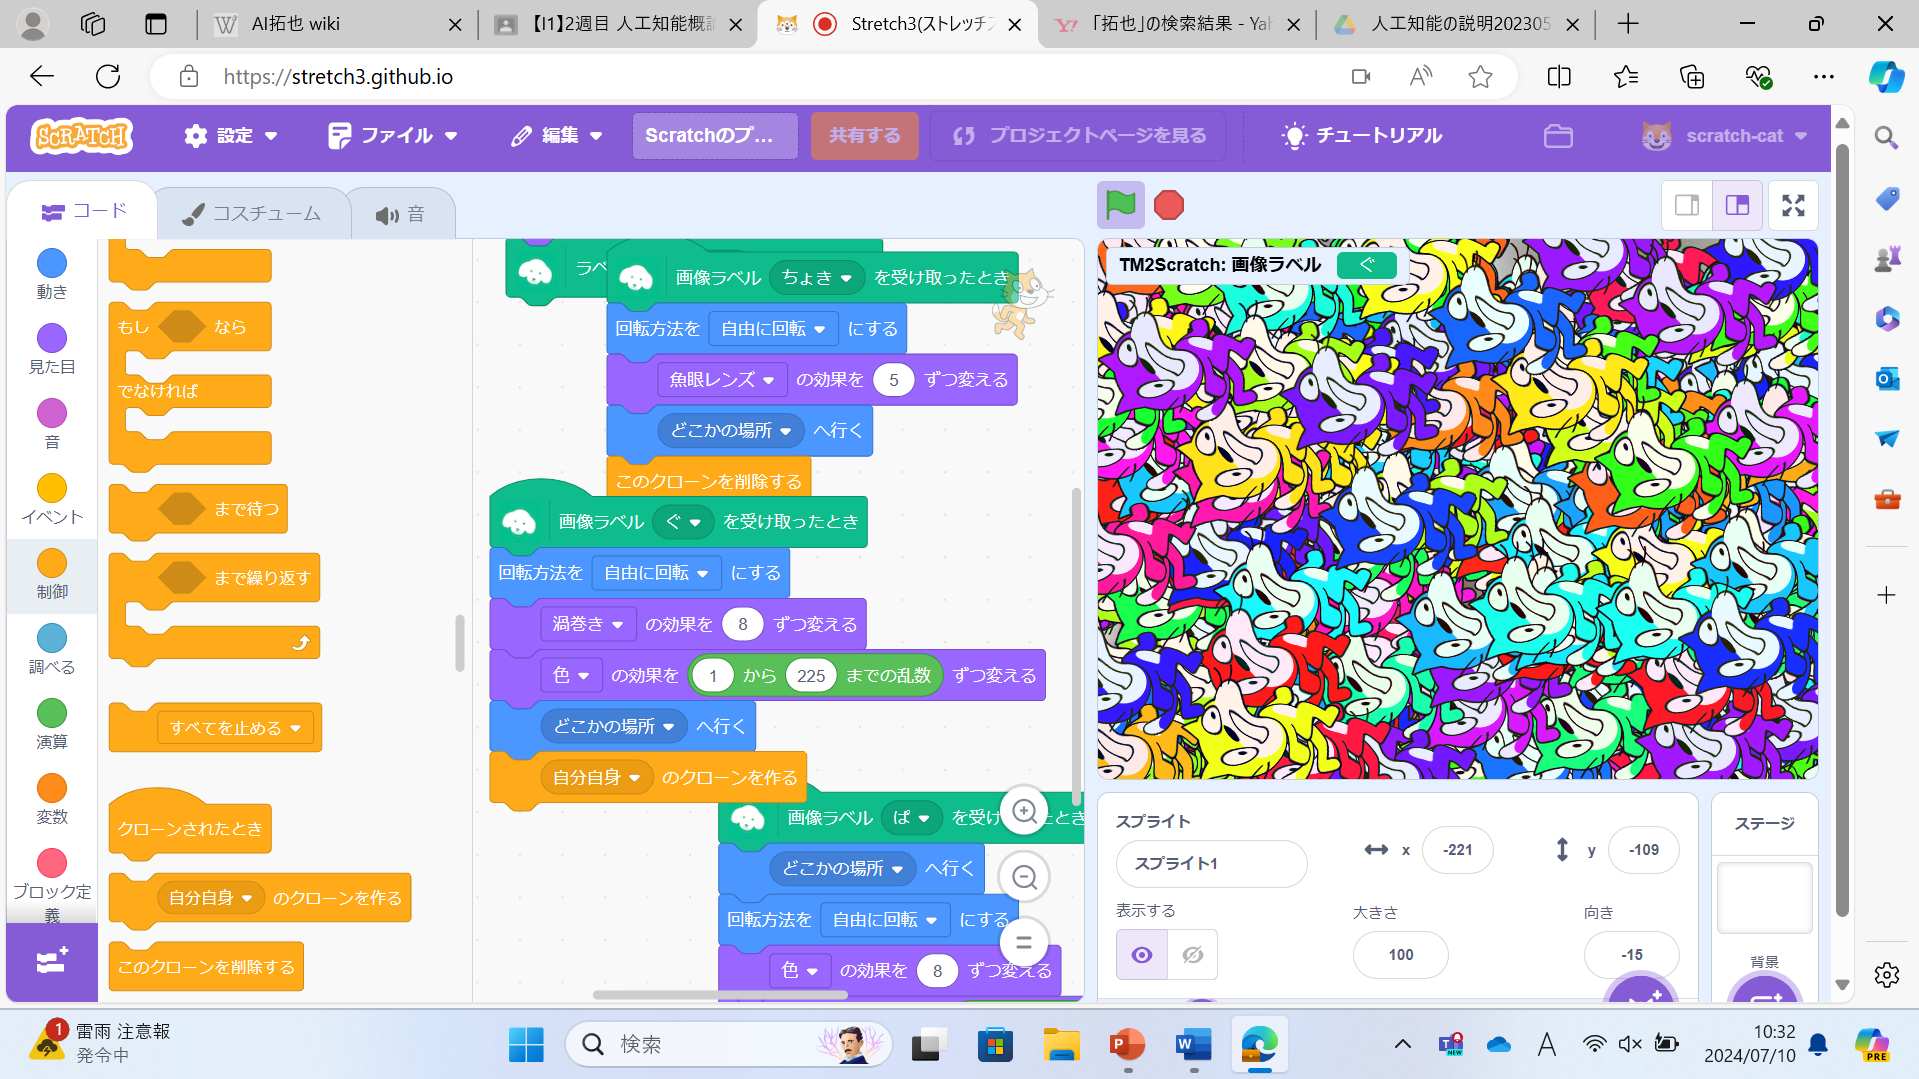 AI拓也 wiki
【I1】2週目 人工知能概論
Stretch3(ストレッチス
「拓也」の検索結果 - Yah
人工知能の説明202305
https://stretch3.github.io
SCRATCH
設定
ファイル
編集
Scratchのプ...
共有する
プロジェクトページを見る
チュートリアル
scratch-cat
コード
コスチューム
音
動き
見た目
音
イベント
制御
調べる
演算
変数
ブロック定義
もし なら
でなければ
まで待つ
まで繰り返す
すべてを止める
クローンされたとき
自分自身 のクローンを作る
このクローンを削除する
ラベ
画像ラベル ちょき を受け取ったとき
回転方法を 自由に回転 にする
魚眼レンズ の効果を 5 ずつ変える
どこかの場所 へ行く
このクローンを削除する
画像ラベル ぐ を受け取ったとき
回転方法を 自由に回転 にする
渦巻き の効果を 8 ずつ変える
色 の効果を 1 から 225 までの乱数 ずつ変える
どこかの場所 へ行く
自分自身 のクローンを作る
画像ラベル ぱ を受け とき
どこかの場所 へ行く
回転方法を 自由に回転 にする
色 の効果を 8 ずつ変える
TM2Scratch: 画像ラベル ぐ
スプライト
スプライト1
x -221
y -109
表示する
大きさ
100
向き
-15
ステージ
背景
1
雷雨 注意報
発令中
検索
NEW
A
10:32
2024/07/10
PRE